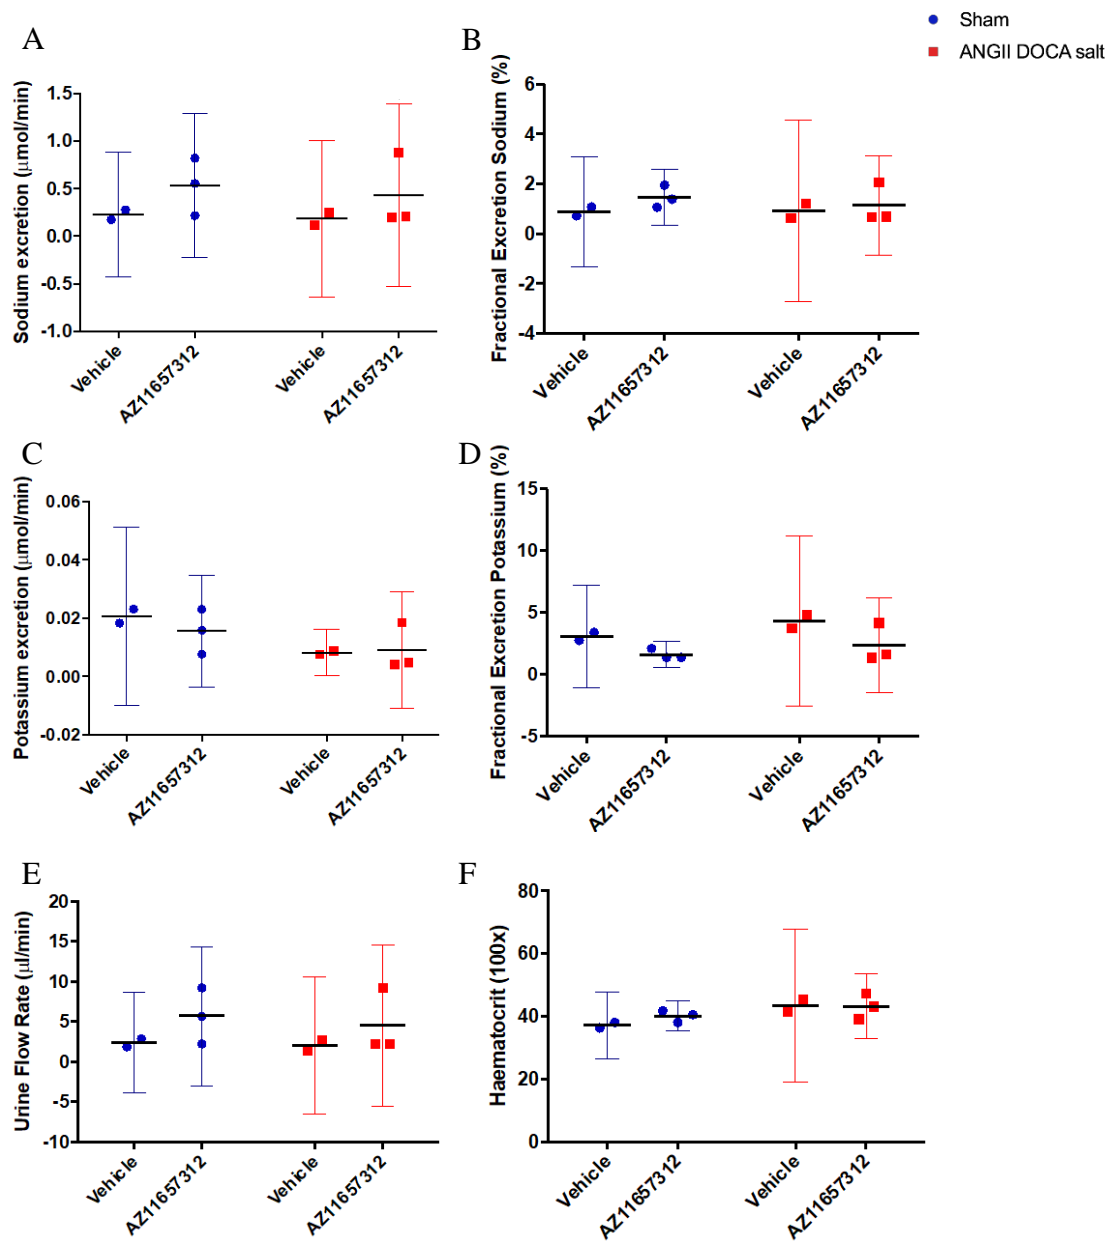 Sham
ANGII DOCA salt
A
Sodium excretion (μmol/min)
1.5
1.0
0.5
0.0
-0.5
-1.0
Vehicle
AZ11657312
Vehicle
AZ11657312
B
Fractional Excretion Sodium (%)
6
4
2
0
-2
-4
Vehicle
AZ11657312
Vehicle
AZ11657312
C
Potassium excretion (μmol/min)
0.06
0.04
0.02
0.00
-0.02
Vehicle
AZ11657312
Vehicle
AZ11657312
D
Fractional Excretion Potassium (%)
15
10
5
0
-5
Vehicle
AZ11657312
Vehicle
AZ11657312
E
Urine Flow Rate (μl/min)
20
15
10
5
0
-5
-10
Vehicle
AZ11657312
Vehicle
AZ11657312
F
Haematocrit (100x)
80
60
40
20
0
Vehicle
AZ11657312
Vehicle
AZ11657312